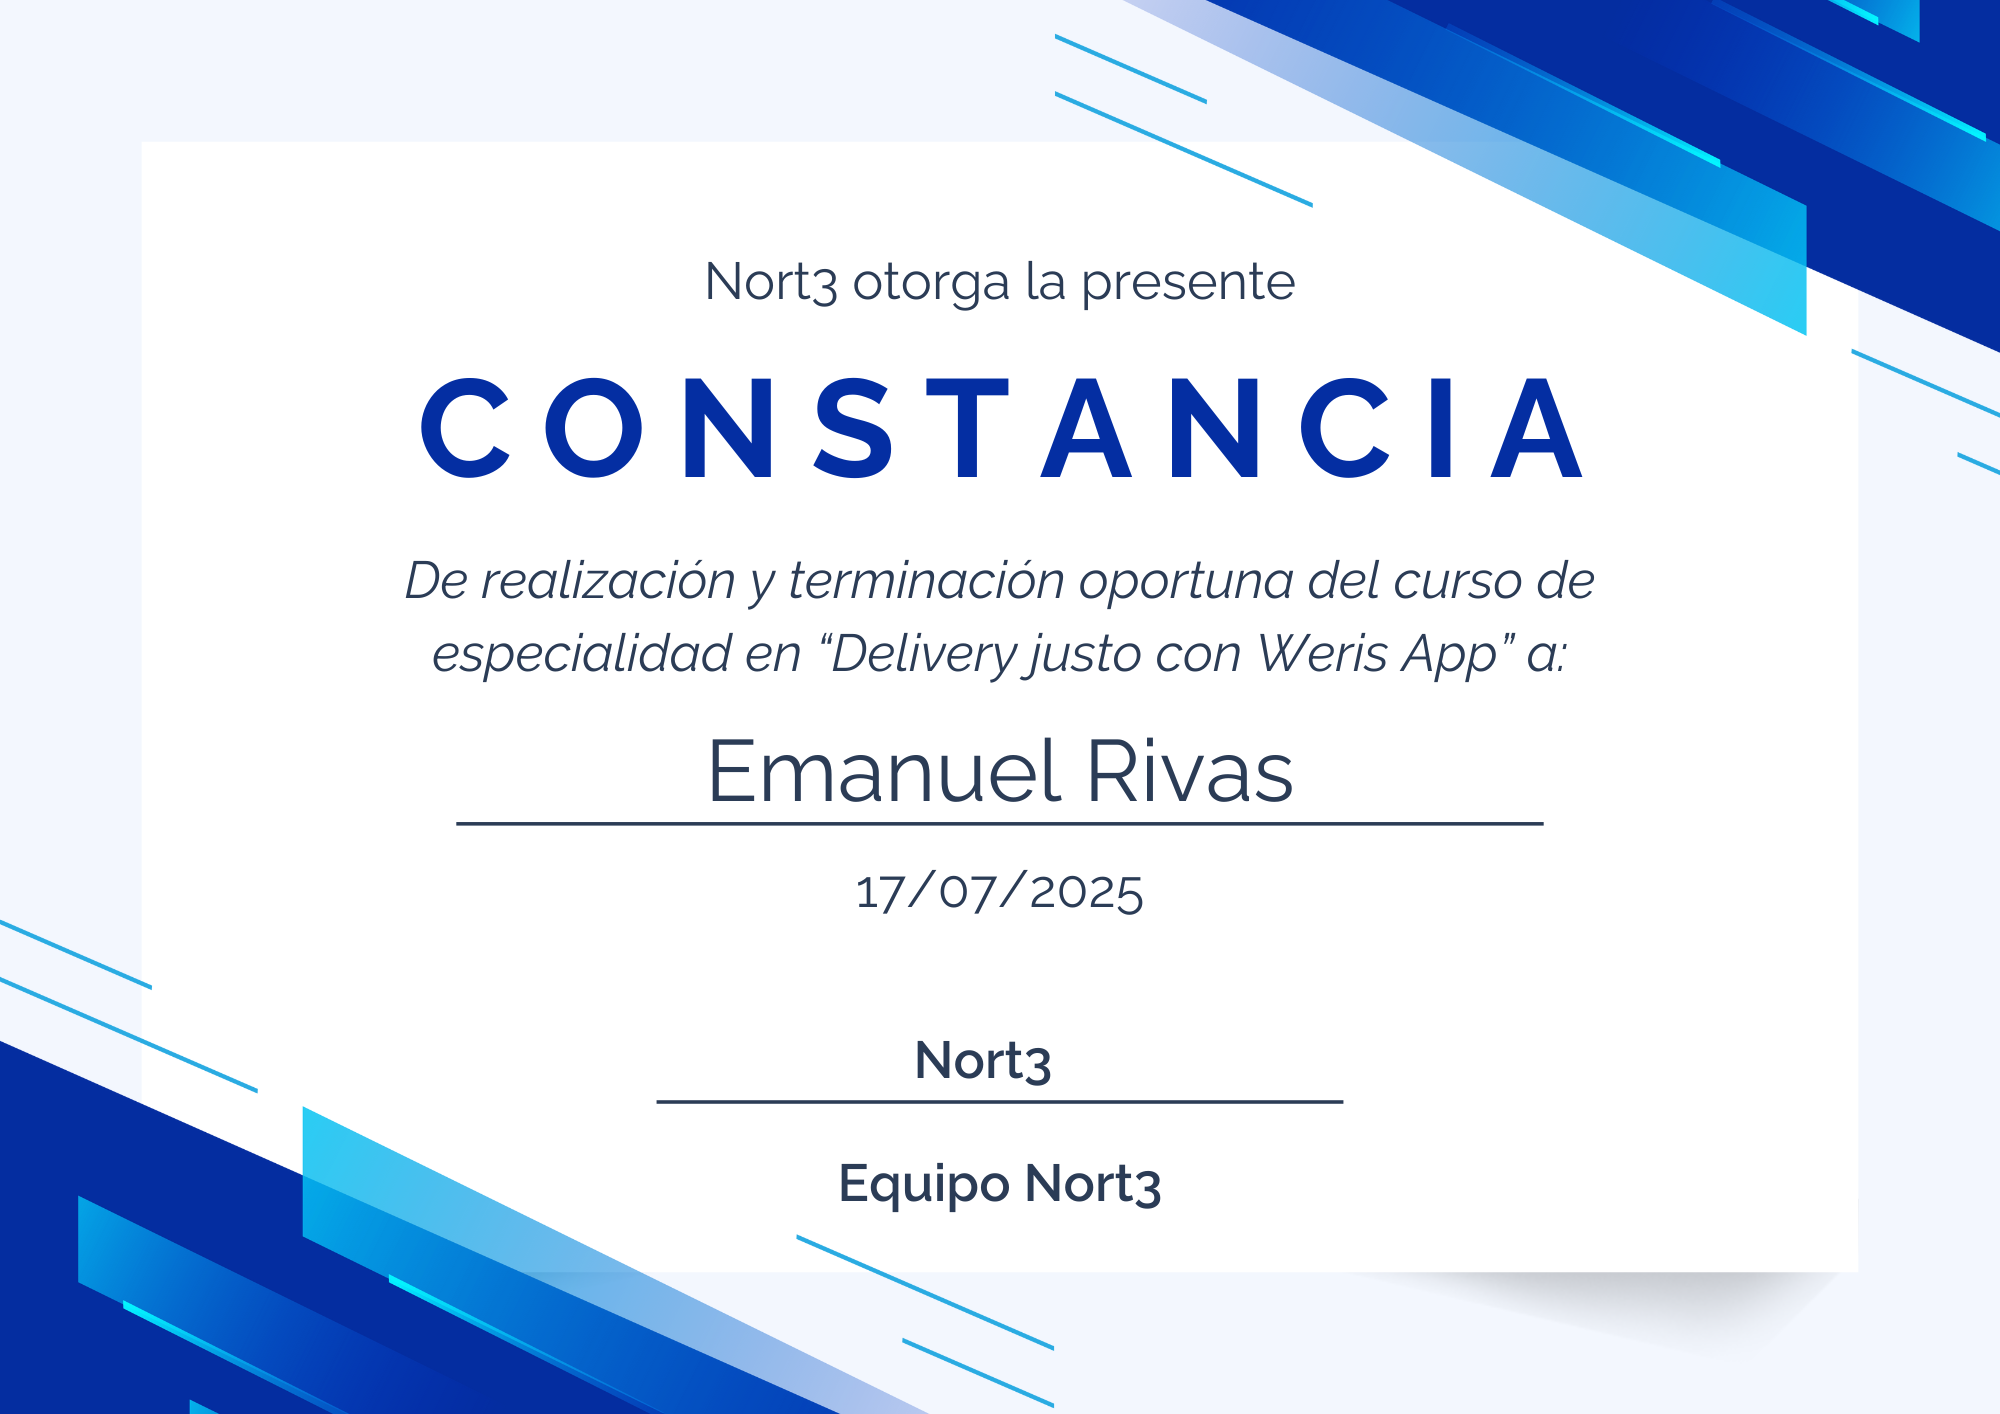 Nort3 otorga la presente
CONSTANCIA
De realización y terminación oportuna del curso de
especialidad en “Delivery justo con Weris App” a:
Emanuel Rivas
17/07/2025
Nort3
Equipo Nort3